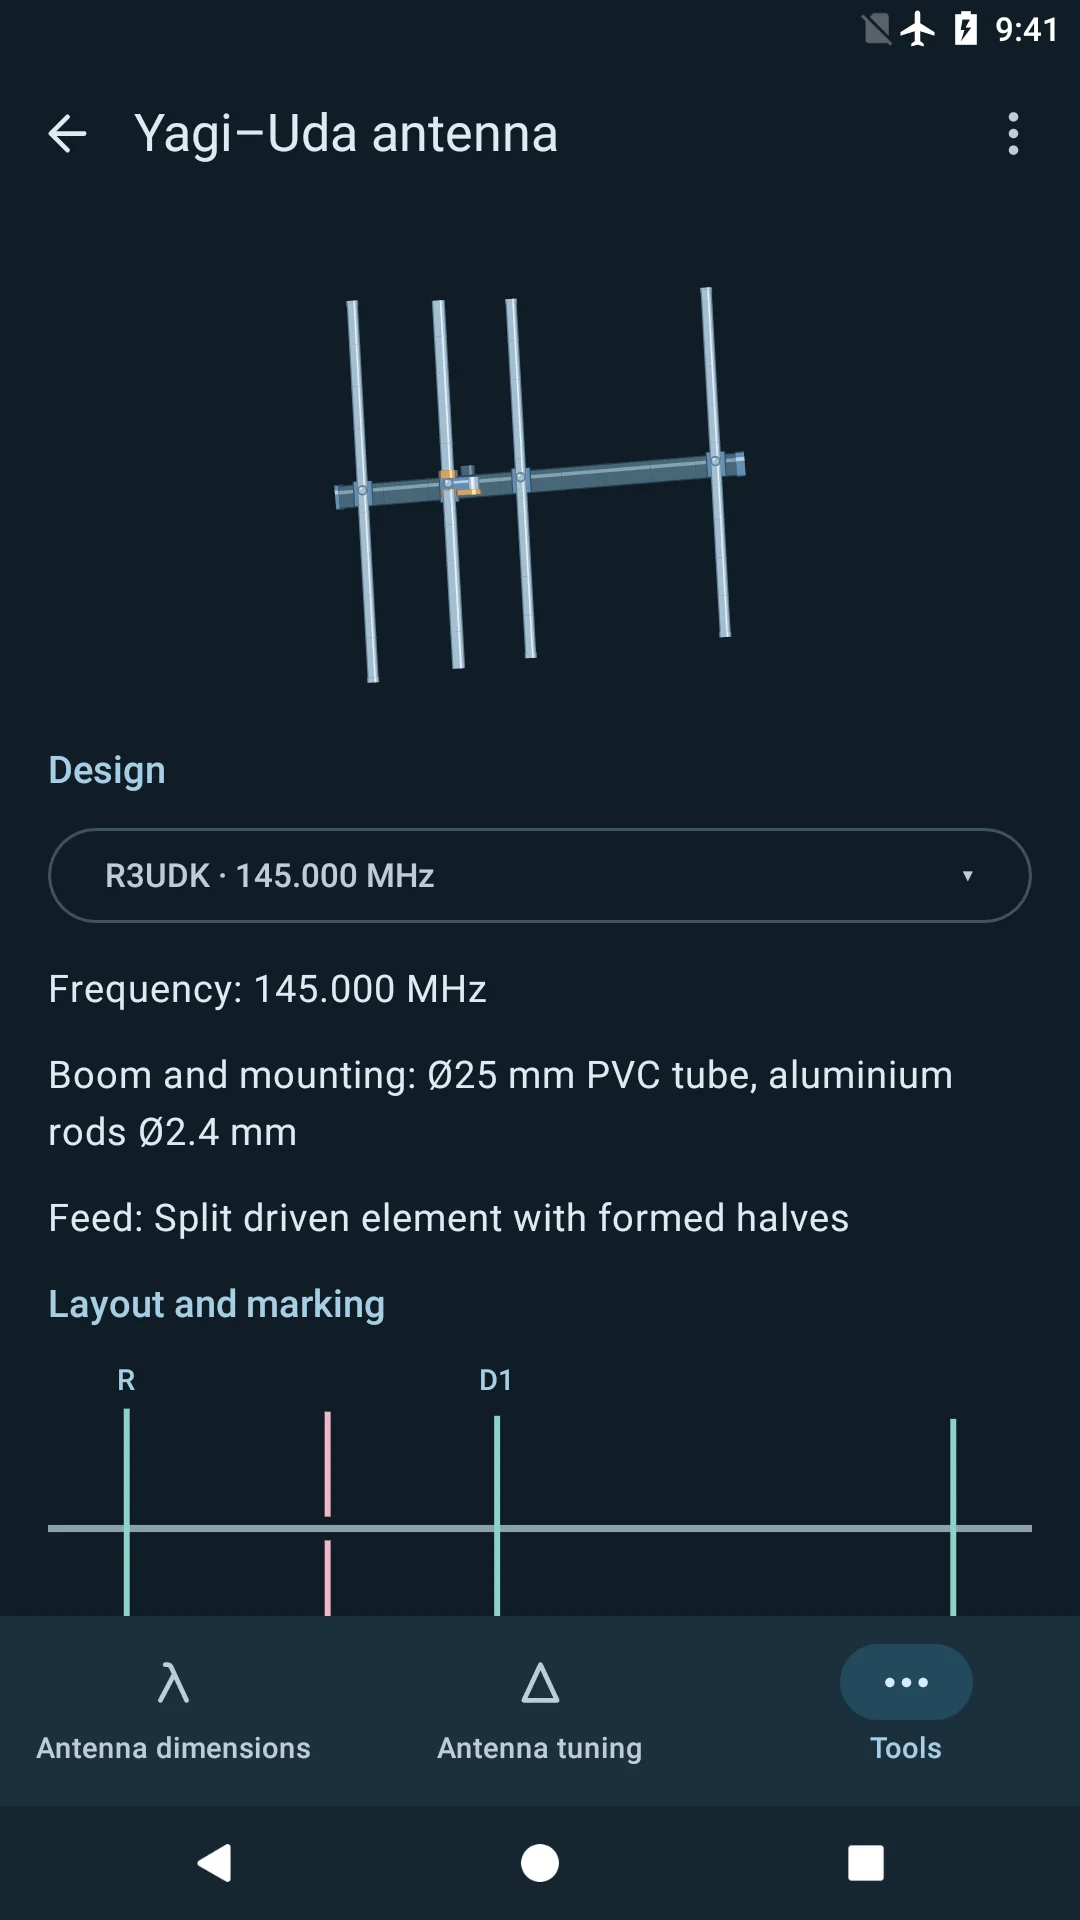 9:41
Yagi–Uda antenna
Design
R3UDK · 145.000 MHz
Frequency: 145.000 MHz
Boom and mounting: Ø25 mm PVC tube, aluminium
rods Ø2.4 mm
Feed: Split driven element with formed halves
Layout and marking
R D1
λ Δ
Antenna dimensions Antenna tuning Tools